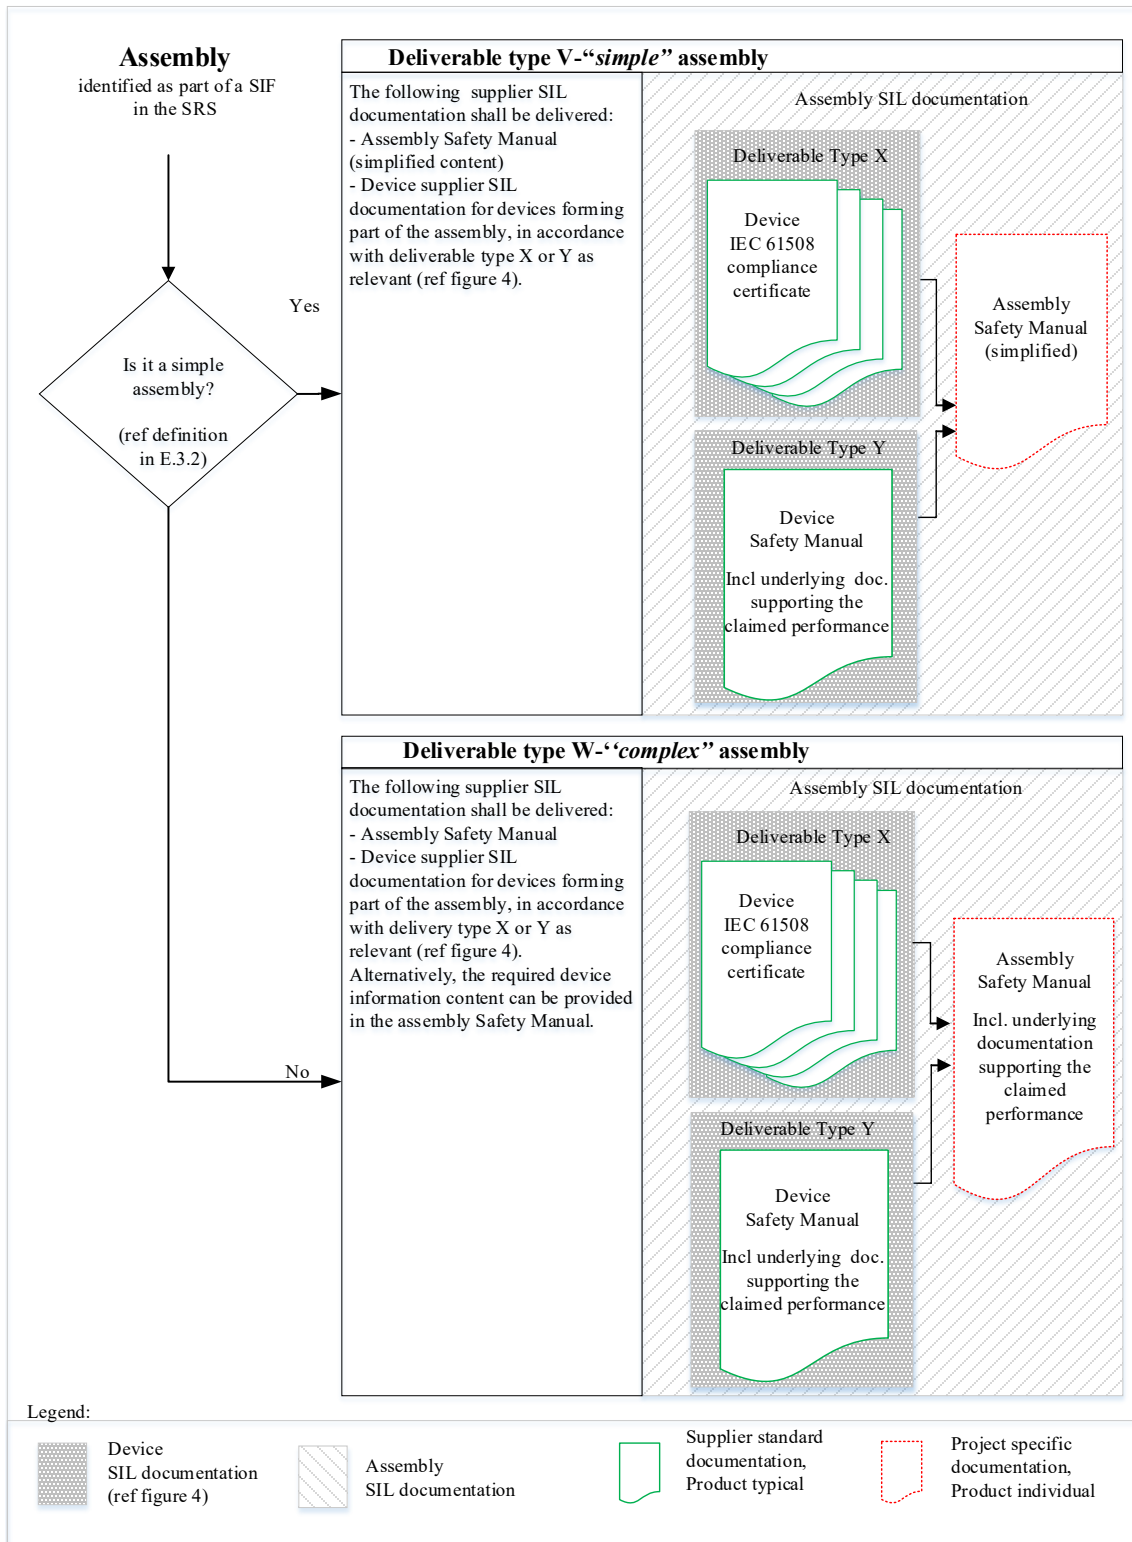 Assembly
identified as part of a SIF
in the SRS
Is it a simple
assembly?
(ref definition
in E.3.2)
Yes
No
Deliverable type V-“simple” assembly
The following  supplier SIL
documentation shall be delivered:
- Assembly Safety Manual
(simplified content)
- Device supplier SIL
documentation for devices forming
part of the assembly, in accordance
with deliverable type X or Y as
relevant (ref figure 4).
Assembly SIL documentation
Deliverable Type X
Device
IEC 61508
compliance
certificate
Deliverable Type Y
Device
Safety Manual
Incl underlying  doc.
supporting the
claimed performance
Assembly
Safety Manual
(simplified)
Deliverable type W-‘‘complex” assembly
The following supplier SIL
documentation shall be delivered:
- Assembly Safety Manual
- Device supplier SIL
documentation for devices forming
part of the assembly, in accordance
with delivery type X or Y as
relevant (ref figure 4).
Alternatively, the required device
information content can be provided
in the assembly Safety Manual.
Assembly SIL documentation
Deliverable Type X
Device
IEC 61508
compliance
certificate
Deliverable Type Y
Device
Safety Manual
Incl underlying  doc.
supporting the
claimed performance
Assembly
Safety Manual
Incl. underlying
documentation
supporting the
claimed
performance
Legend:
Device
SIL documentation
(ref figure 4)
Assembly
SIL documentation
Supplier standard
documentation,
Product typical
Project specific
documentation,
Product individual